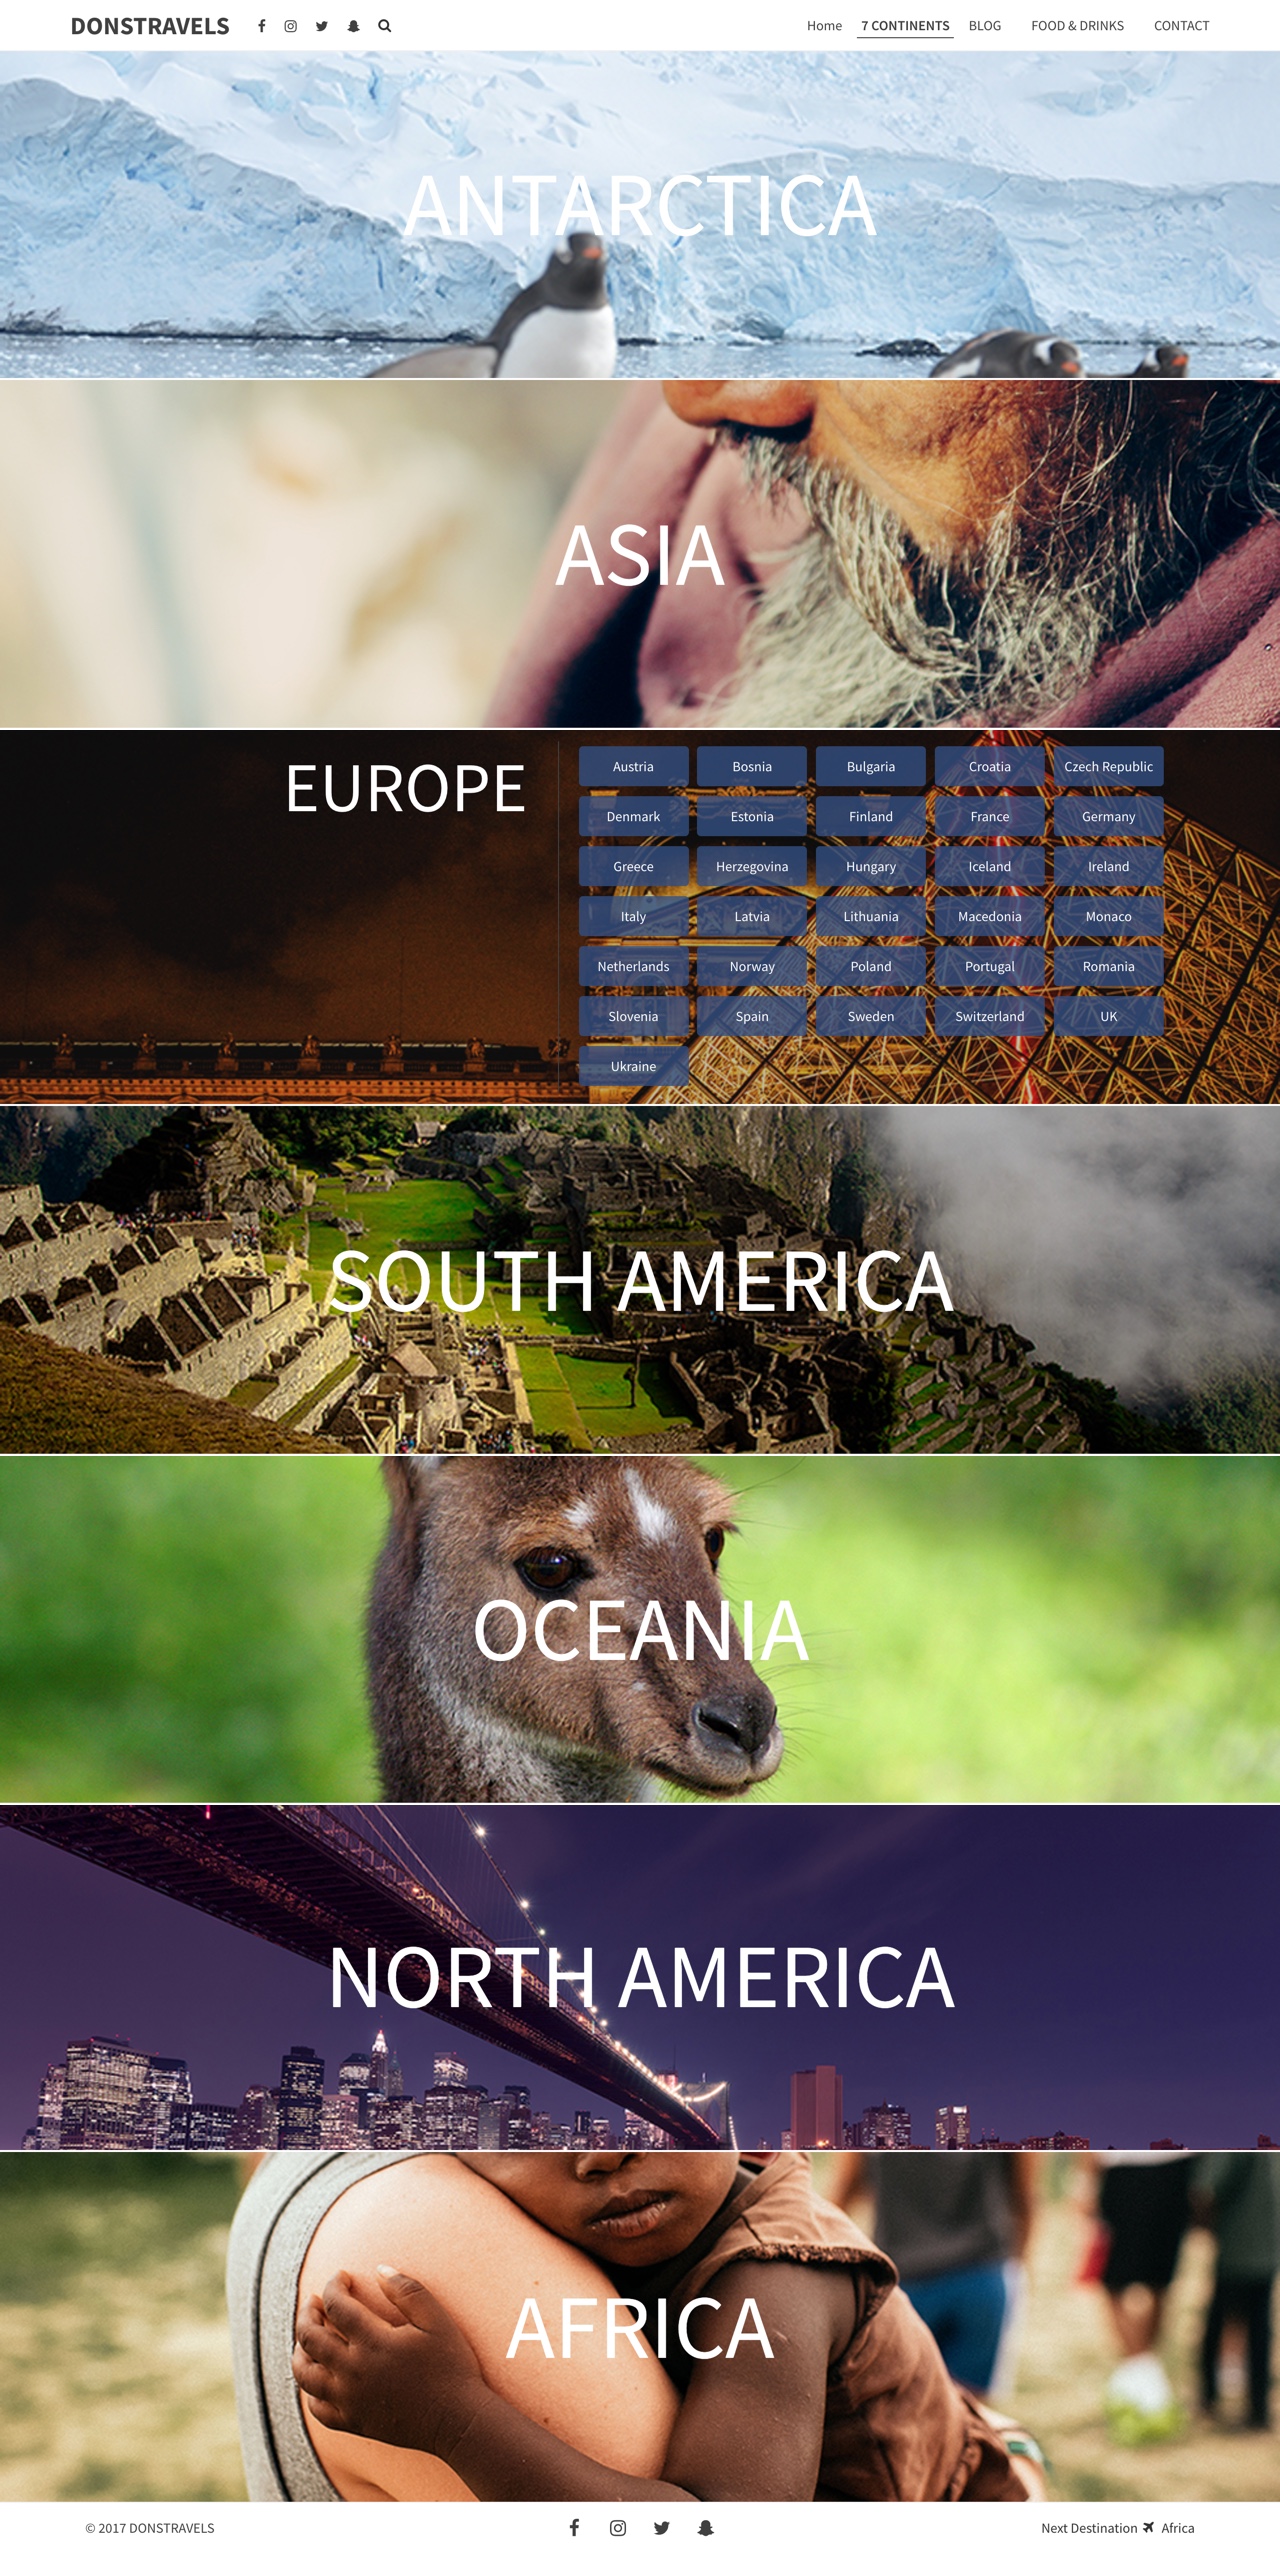 DONSTRAVELS
Home 7 CONTINENTS BLOG FOOD & DRINKS CONTACT
ANTARCTICA
ASIA
EUROPE
Austria Bosnia Bulgaria Croatia Czech Republic
Denmark Estonia Finland France Germany
Greece Herzegovina Hungary Iceland Ireland
Italy Latvia Lithuania Macedonia Monaco
Netherlands Norway Poland Portugal Romania
Slovenia Spain Sweden Switzerland UK
Ukraine
SOUTH AMERICA
OCEANIA
NORTH AMERICA
AFRICA
© 2017 DONSTRAVELS
Next Destination Africa